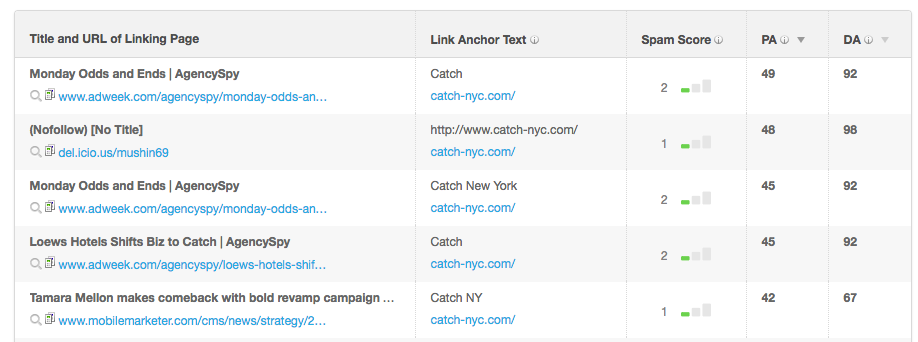 Title and URL of Linking Page Link Anchor Text Spam Score PA DA
Monday Odds and Ends | AgencySpy Catch 2 49 92
www.adweek.com/agencyspy/monday-odds-an… catch-nyc.com/
(Nofollow) [No Title] http://www.catch-nyc.com/ 1 48 98
del.icio.us/mushin69 catch-nyc.com/
Monday Odds and Ends | AgencySpy Catch New York 2 45 92
www.adweek.com/agencyspy/monday-odds-an… catch-nyc.com/
Loews Hotels Shifts Biz to Catch | AgencySpy Catch 2 45 92
www.adweek.com/agencyspy/loews-hotels-shif… catch-nyc.com/
Tamara Mellon makes comeback with bold revamp campaign … Catch NY 1 42 67
www.mobilemarketer.com/cms/news/strategy/2… catch-nyc.com/